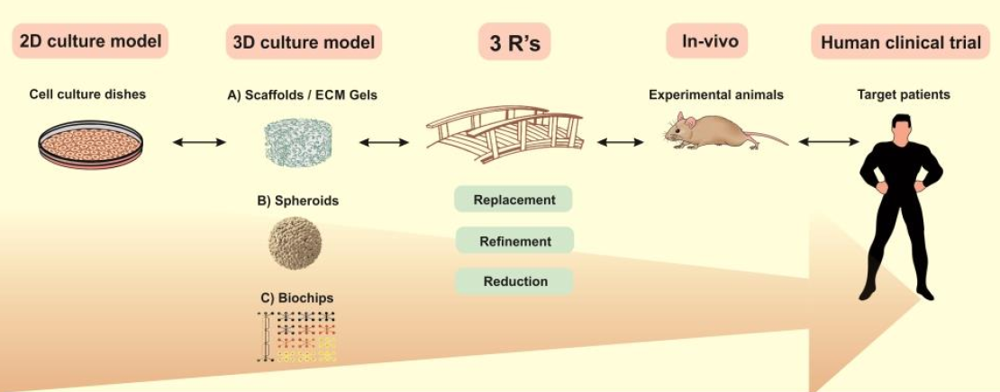 2D culture model
3D culture model
3 R's
In-vivo
Human clinical trial
Cell culture dishes
A) Scaffolds / ECM Gels
Experimental animals
Target patients
B) Spheroids
Replacement
Refinement
Reduction
C) Biochips